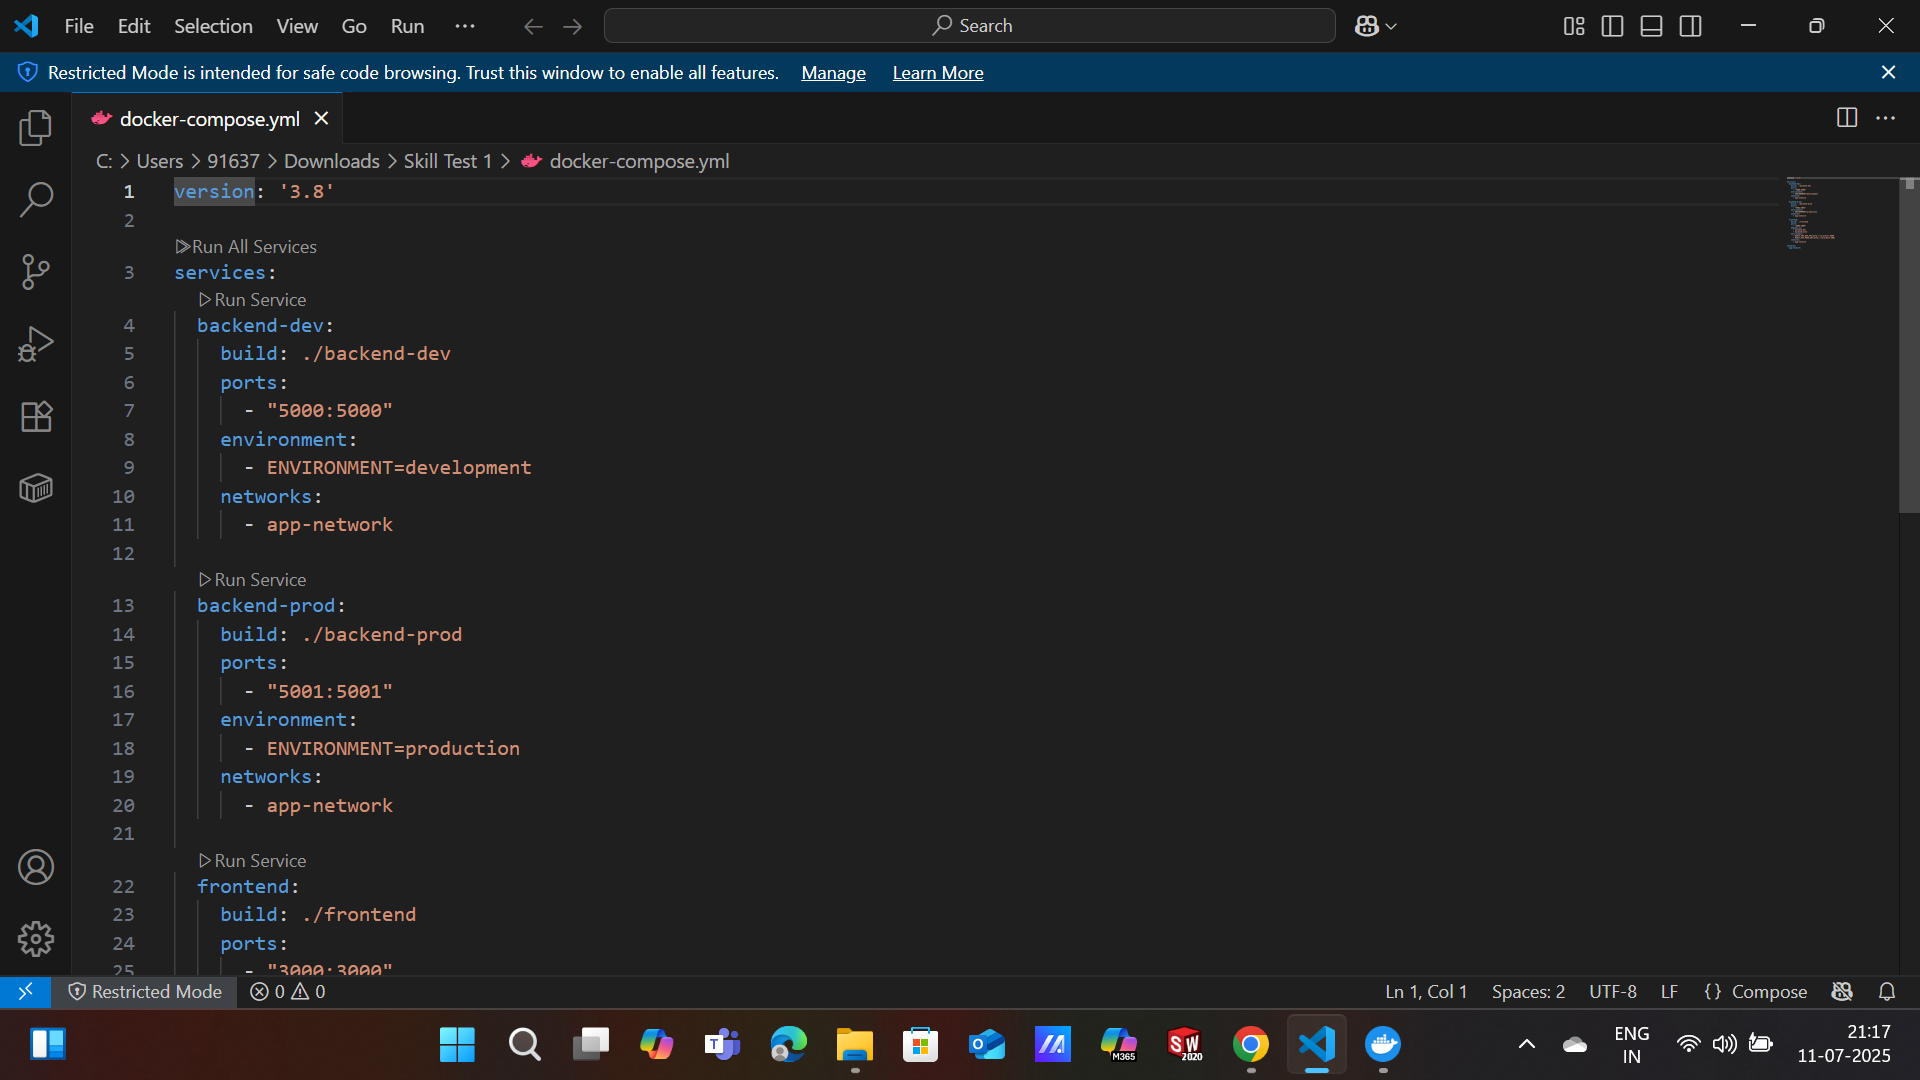 File Edit Selection View Go Run ··· Search
Restricted Mode is intended for safe code browsing. Trust this window to enable all features. Manage Learn More
docker-compose.yml
C: > Users > 91637 > Downloads > Skill Test 1 > docker-compose.yml
1 version: '3.8'
2
Run All Services
3 services:
Run Service
4 backend-dev:
5 build: ./backend-dev
6 ports:
7 - "5000:5000"
8 environment:
9 - ENVIRONMENT=development
10 networks:
11 - app-network
12
Run Service
13 backend-prod:
14 build: ./backend-prod
15 ports:
16 - "5001:5001"
17 environment:
18 - ENVIRONMENT=production
19 networks:
20 - app-network
21
Run Service
22 frontend:
23 build: ./frontend
24 ports:
25 - "3000:3000"
Restricted Mode 0 0 Ln 1, Col 1 Spaces: 2 UTF-8 LF {} Compose
M365
SW
2020
ENG
IN
21:17
11-07-2025